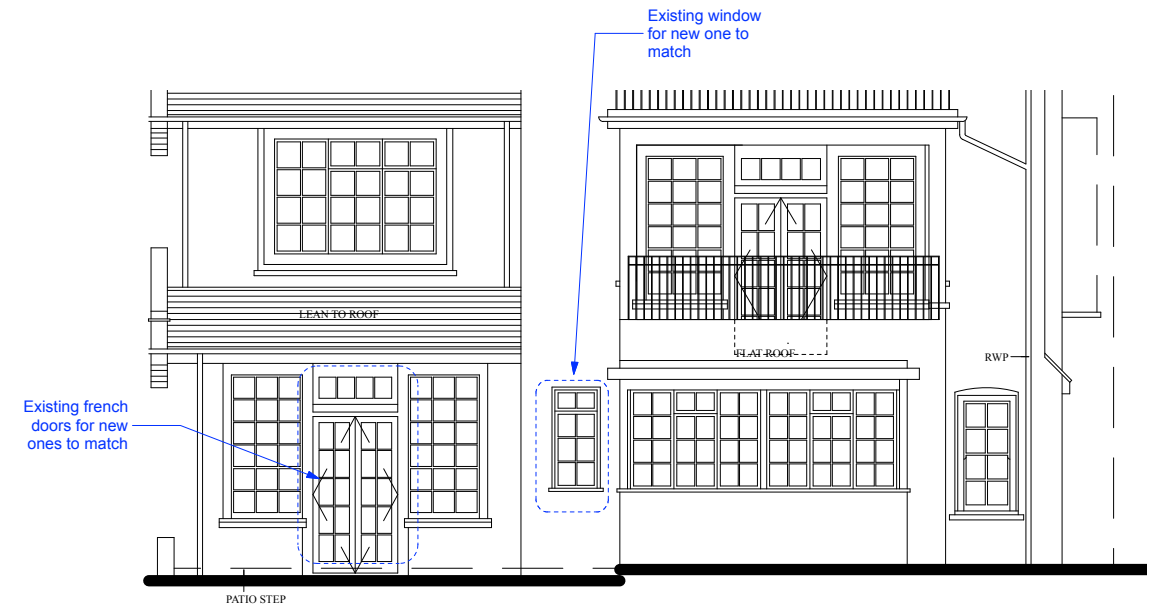 Existing window
for new one to
match
LEAN TO ROOF
FLAT ROOF
RWP
Existing french
doors for new
ones to match
PATIO STEP